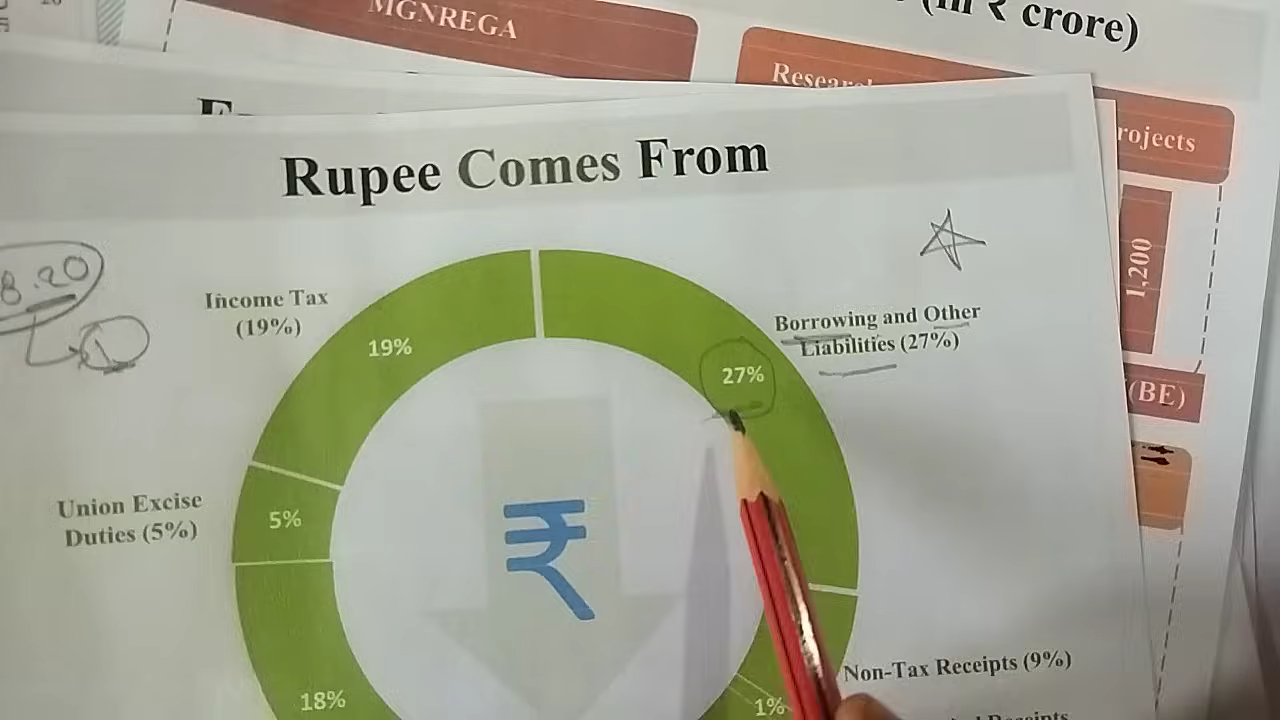 MGNREGA
(in ₹ crore)
rojects
1,200
(BE)
Rupee Comes From
8.20
Income Tax
(19%)
19%
Borrowing and Other
Liabilities (27%)
27%
Union Excise
Duties (5%)
5%
₹
18%
Non-Tax Receipts (9%)
1%